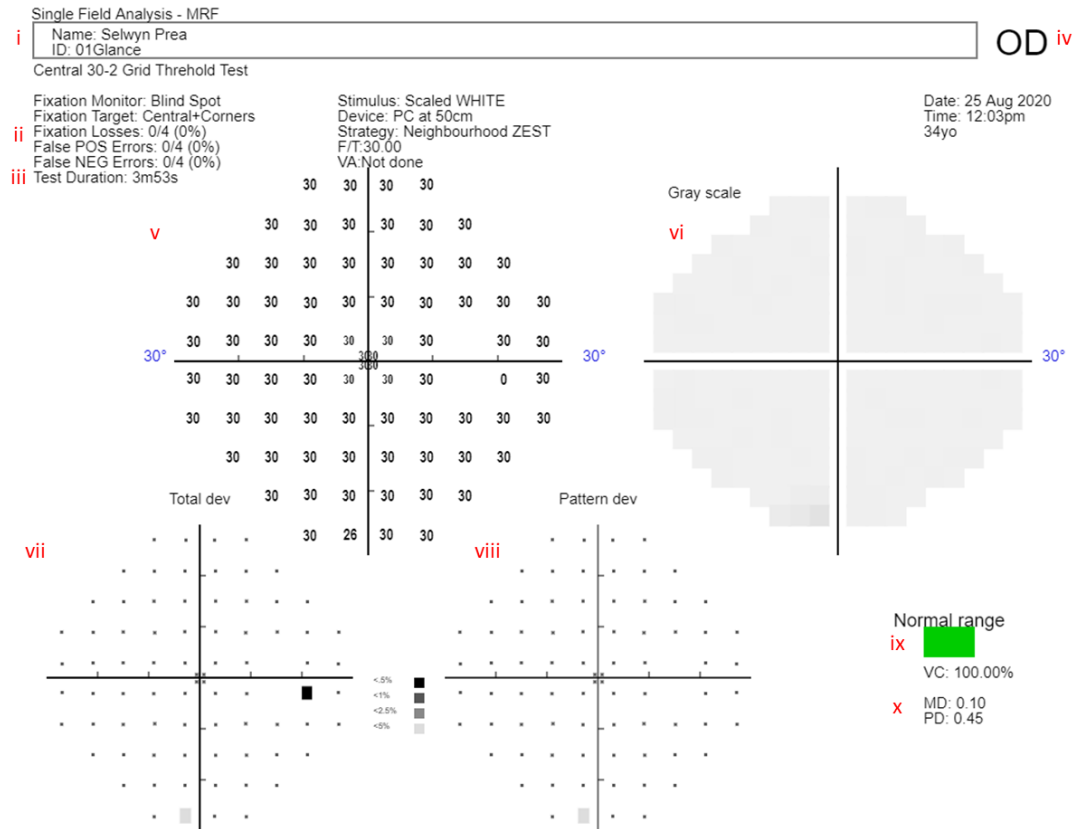 Single Field Analysis - MRF
i
Name: Selwyn Prea
ID: 01Glance
OD iv
Central 30-2 Grid Threhold Test
Fixation Monitor: Blind Spot
Fixation Target: Central+Corners
ii Fixation Losses: 0/4 (0%)
False POS Errors: 0/4 (0%)
False NEG Errors: 0/4 (0%)
iii Test Duration: 3m53s
Stimulus: Scaled WHITE
Device: PC at 50cm
Strategy: Neighbourhood ZEST
F/T:30.00
VA:Not done
Date: 25 Aug 2020
Time: 12:03pm
34yo
v
30 30 30 30
30 30 30 30 30 30
30 30 30 30 30 30 30 30
30 30 30 30 30 30 30 30 30 30
30 30 30 30 30 30 30 30 30
3030
30° 30°
3030
30 30 30 30 30 30 30 0 30
30 30 30 30 30 30 30 30 30 30
30 30 30 30 30 30 30 30
30 30 30 30 30 30
30 26 30 30
Gray scale
vi
30°
Total dev
vii
<.5%
<1%
<2.5%
<5%
Pattern dev
viii
Normal range
ix
VC: 100.00%
x MD: 0.10
PD: 0.45